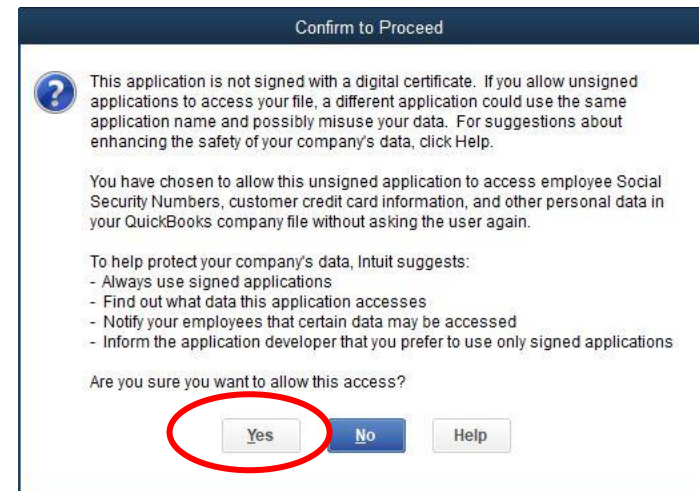 Confirm to Proceed
This application is not signed with a digital certificate. If you allow unsigned
applications to access your file, a different application could use the same
application name and possibly misuse your data. For suggestions about
enhancing the safety of your company's data, click Help.
You have chosen to allow this unsigned application to access employee Social
Security Numbers, customer credit card information, and other personal data in
your QuickBooks company file without asking the user again.
To help protect your company's data, Intuit suggests:
- Always use signed applications
- Find out what data this application accesses
- Notify your employees that certain data may be accessed
- Inform the application developer that you prefer to use only signed applications
Are you sure you want to allow this access?
Yes No Help